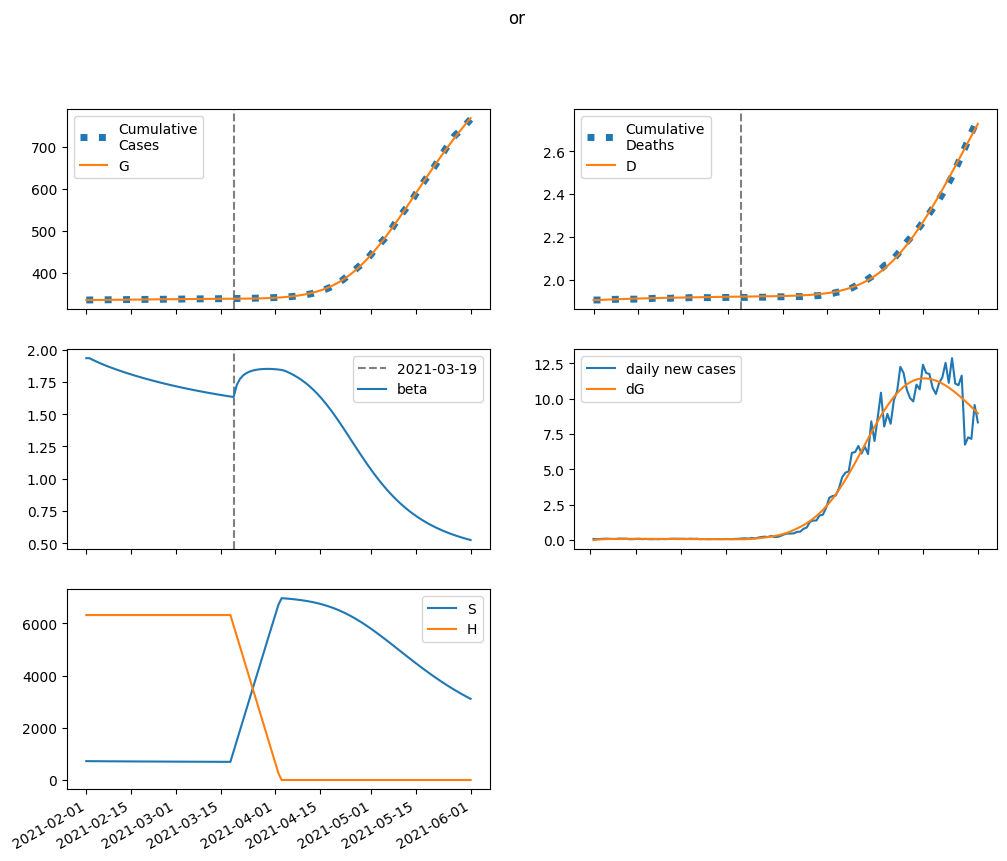 or
Cumulative
Cases
G
700
600
500
400
Cumulative
Deaths
D
2.6
2.4
2.2
2.0
2.00
1.75
1.50
1.25
1.00
0.75
0.50
2021-03-19
beta
12.5
10.0
7.5
5.0
2.5
0.0
daily new cases
dG
6000
4000
2000
0
S
H
2021-02-01
2021-02-15
2021-03-01
2021-03-15
2021-04-01
2021-04-15
2021-05-01
2021-05-15
2021-06-01